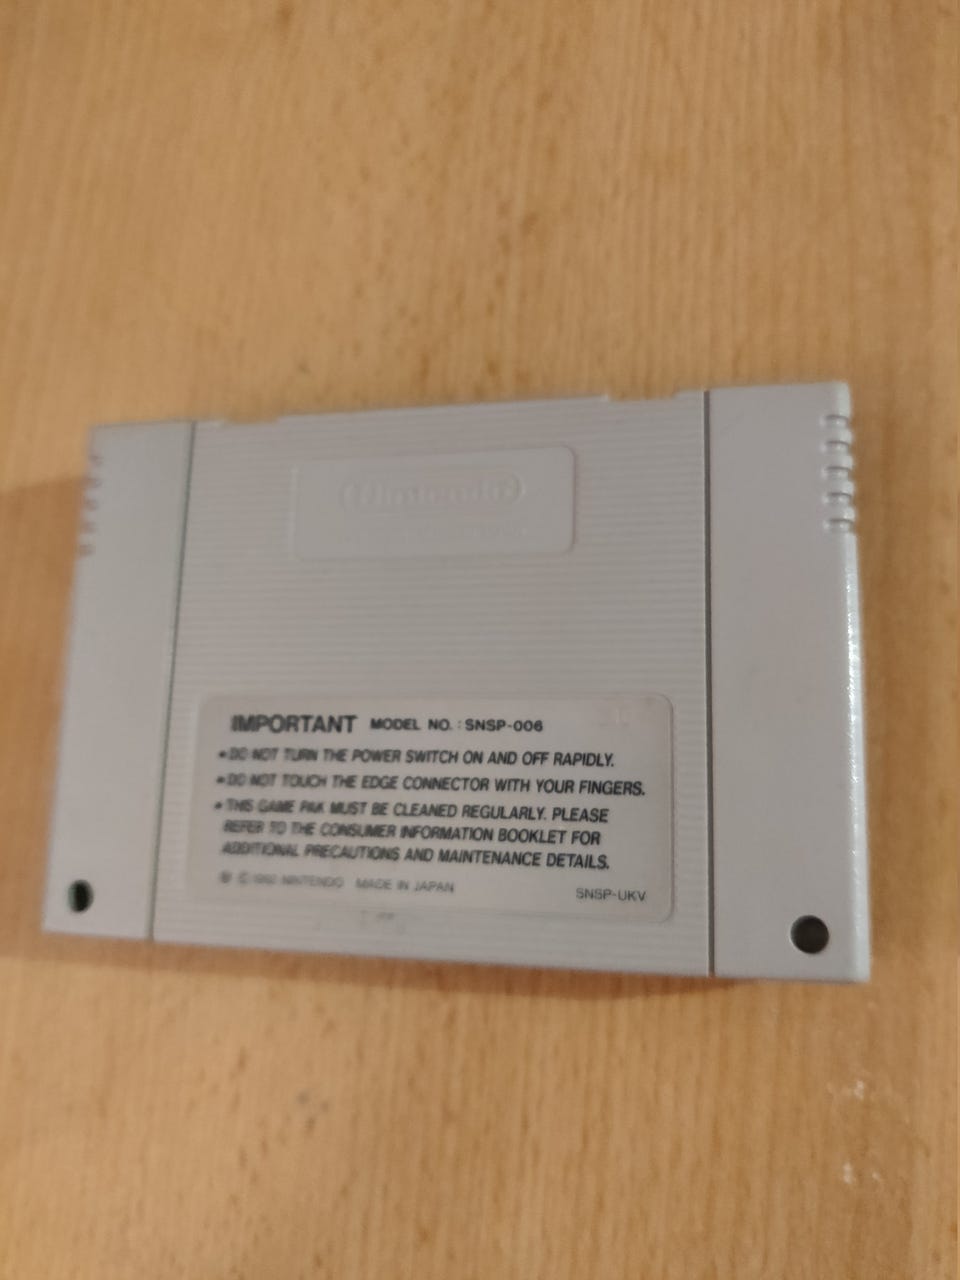 Nintendo
IMPORTANT MODEL NO. : SNSP-006
•DO NOT TURN THE POWER SWITCH ON AND OFF RAPIDLY.
•DO NOT TOUCH THE EDGE CONNECTOR WITH YOUR FINGERS.
•THIS GAME PAK MUST BE CLEANED REGULARLY. PLEASE
REFER TO THE CONSUMER INFORMATION BOOKLET FOR
ADDITIONAL PRECAUTIONS AND MAINTENANCE DETAILS.
© 1992 NINTENDO MADE IN JAPAN SNSP-UKV